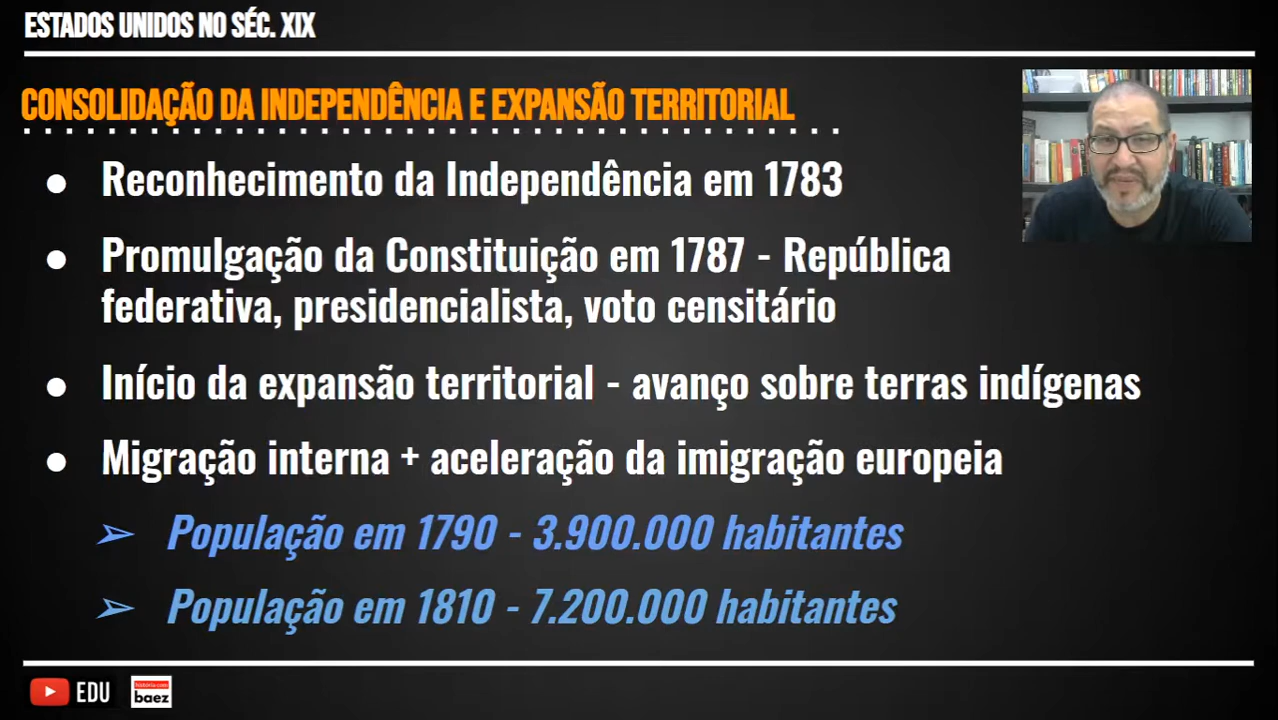 ESTADOS UNIDOS NO SÉC. XIX
CONSOLIDAÇÃO DA INDEPENDÊNCIA E EXPANSÃO TERRITORIAL
● Reconhecimento da Independência em 1783
● Promulgação da Constituição em 1787 - República
federativa, presidencialista, voto censitário
● Início da expansão territorial - avanço sobre terras indígenas
● Migração interna + aceleração da imigração europeia
➢ População em 1790 - 3.900.000 habitantes
➢ População em 1810 - 7.200.000 habitantes
EDU
história com
baez